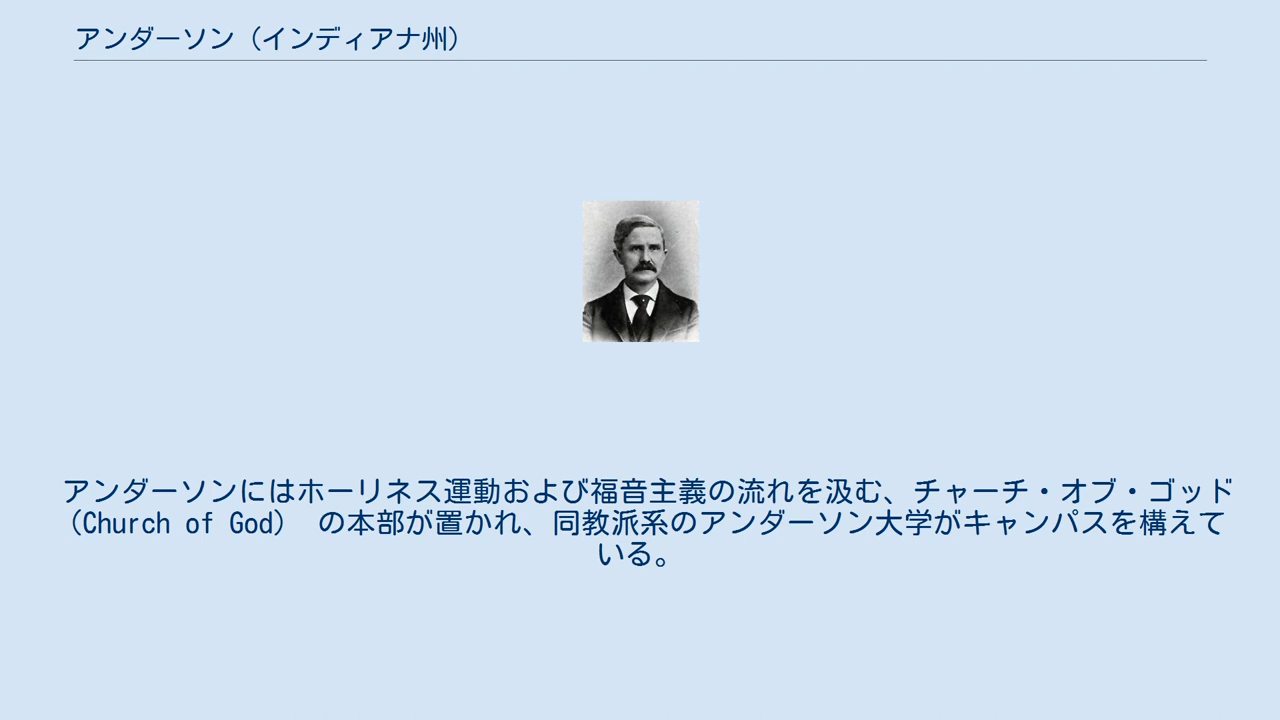 アンダーソン（インディアナ州）
アンダーソンにはホーリネス運動および福音主義の流れを汲む、チャーチ・オブ・ゴッド
（Church of God） の本部が置かれ、同教派系のアンダーソン大学がキャンパスを構えて
いる。